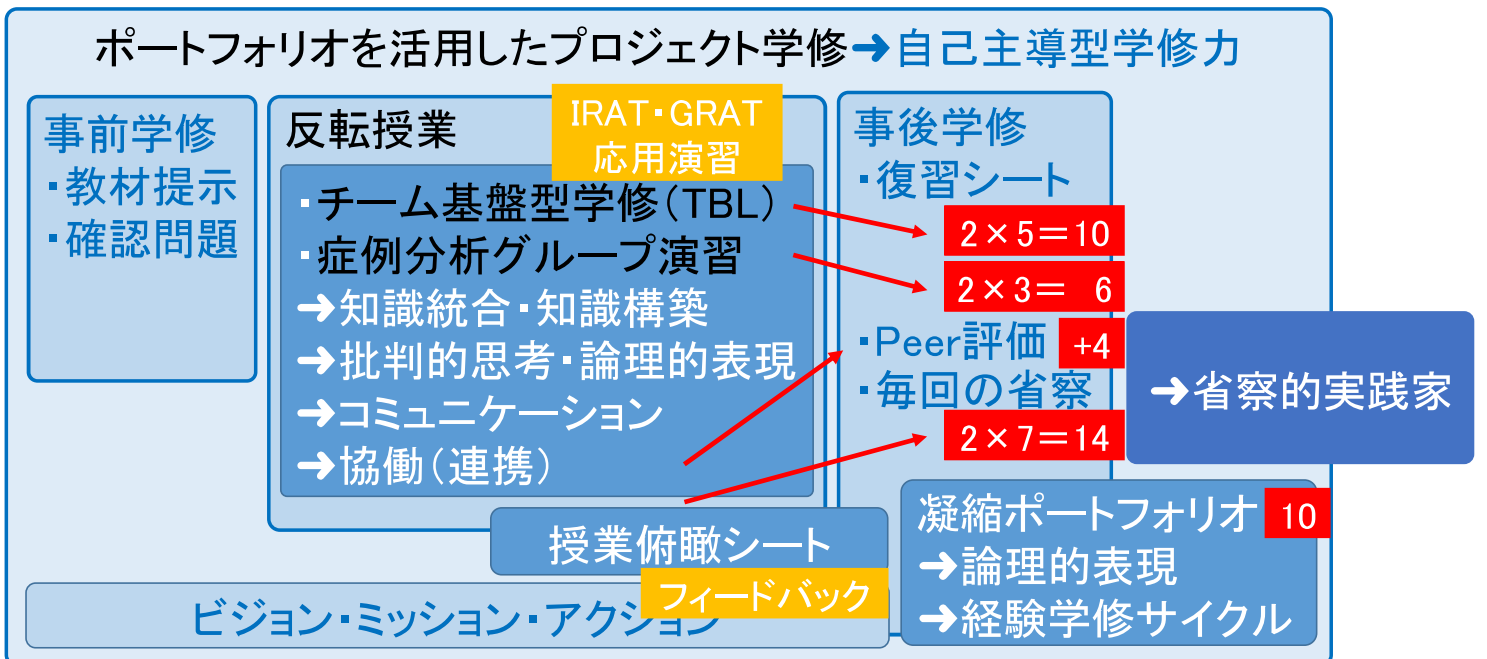 ポートフォリオを活用したプロジェクト学修➜自己主導型学修力
事前学修
・教材提示
・確認問題
反転授業
IRAT・GRAT
応用演習
・チーム基盤型学修(TBL)
・症例分析グループ演習
➜知識統合・知識構築
➜批判的思考・論理的表現
➜コミュニケーション
➜協働(連携)
事後学修
・復習シート
2×5=10
2×3= 6
・Peer評価 +4
・毎回の省察
2×7=14
➜省察的実践家
授業俯瞰シート
フィードバック
ビジョン・ミッション・アクション
凝縮ポートフォリオ 10
➜論理的表現
➜経験学修サイクル